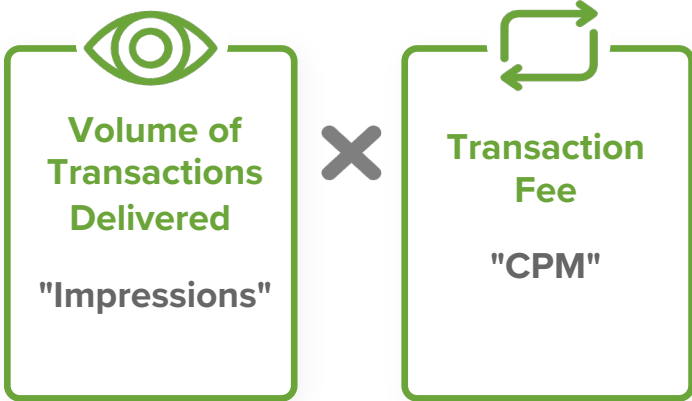 Volume of
Transactions
Delivered
"Impressions"
Transaction
Fee
"CPM"